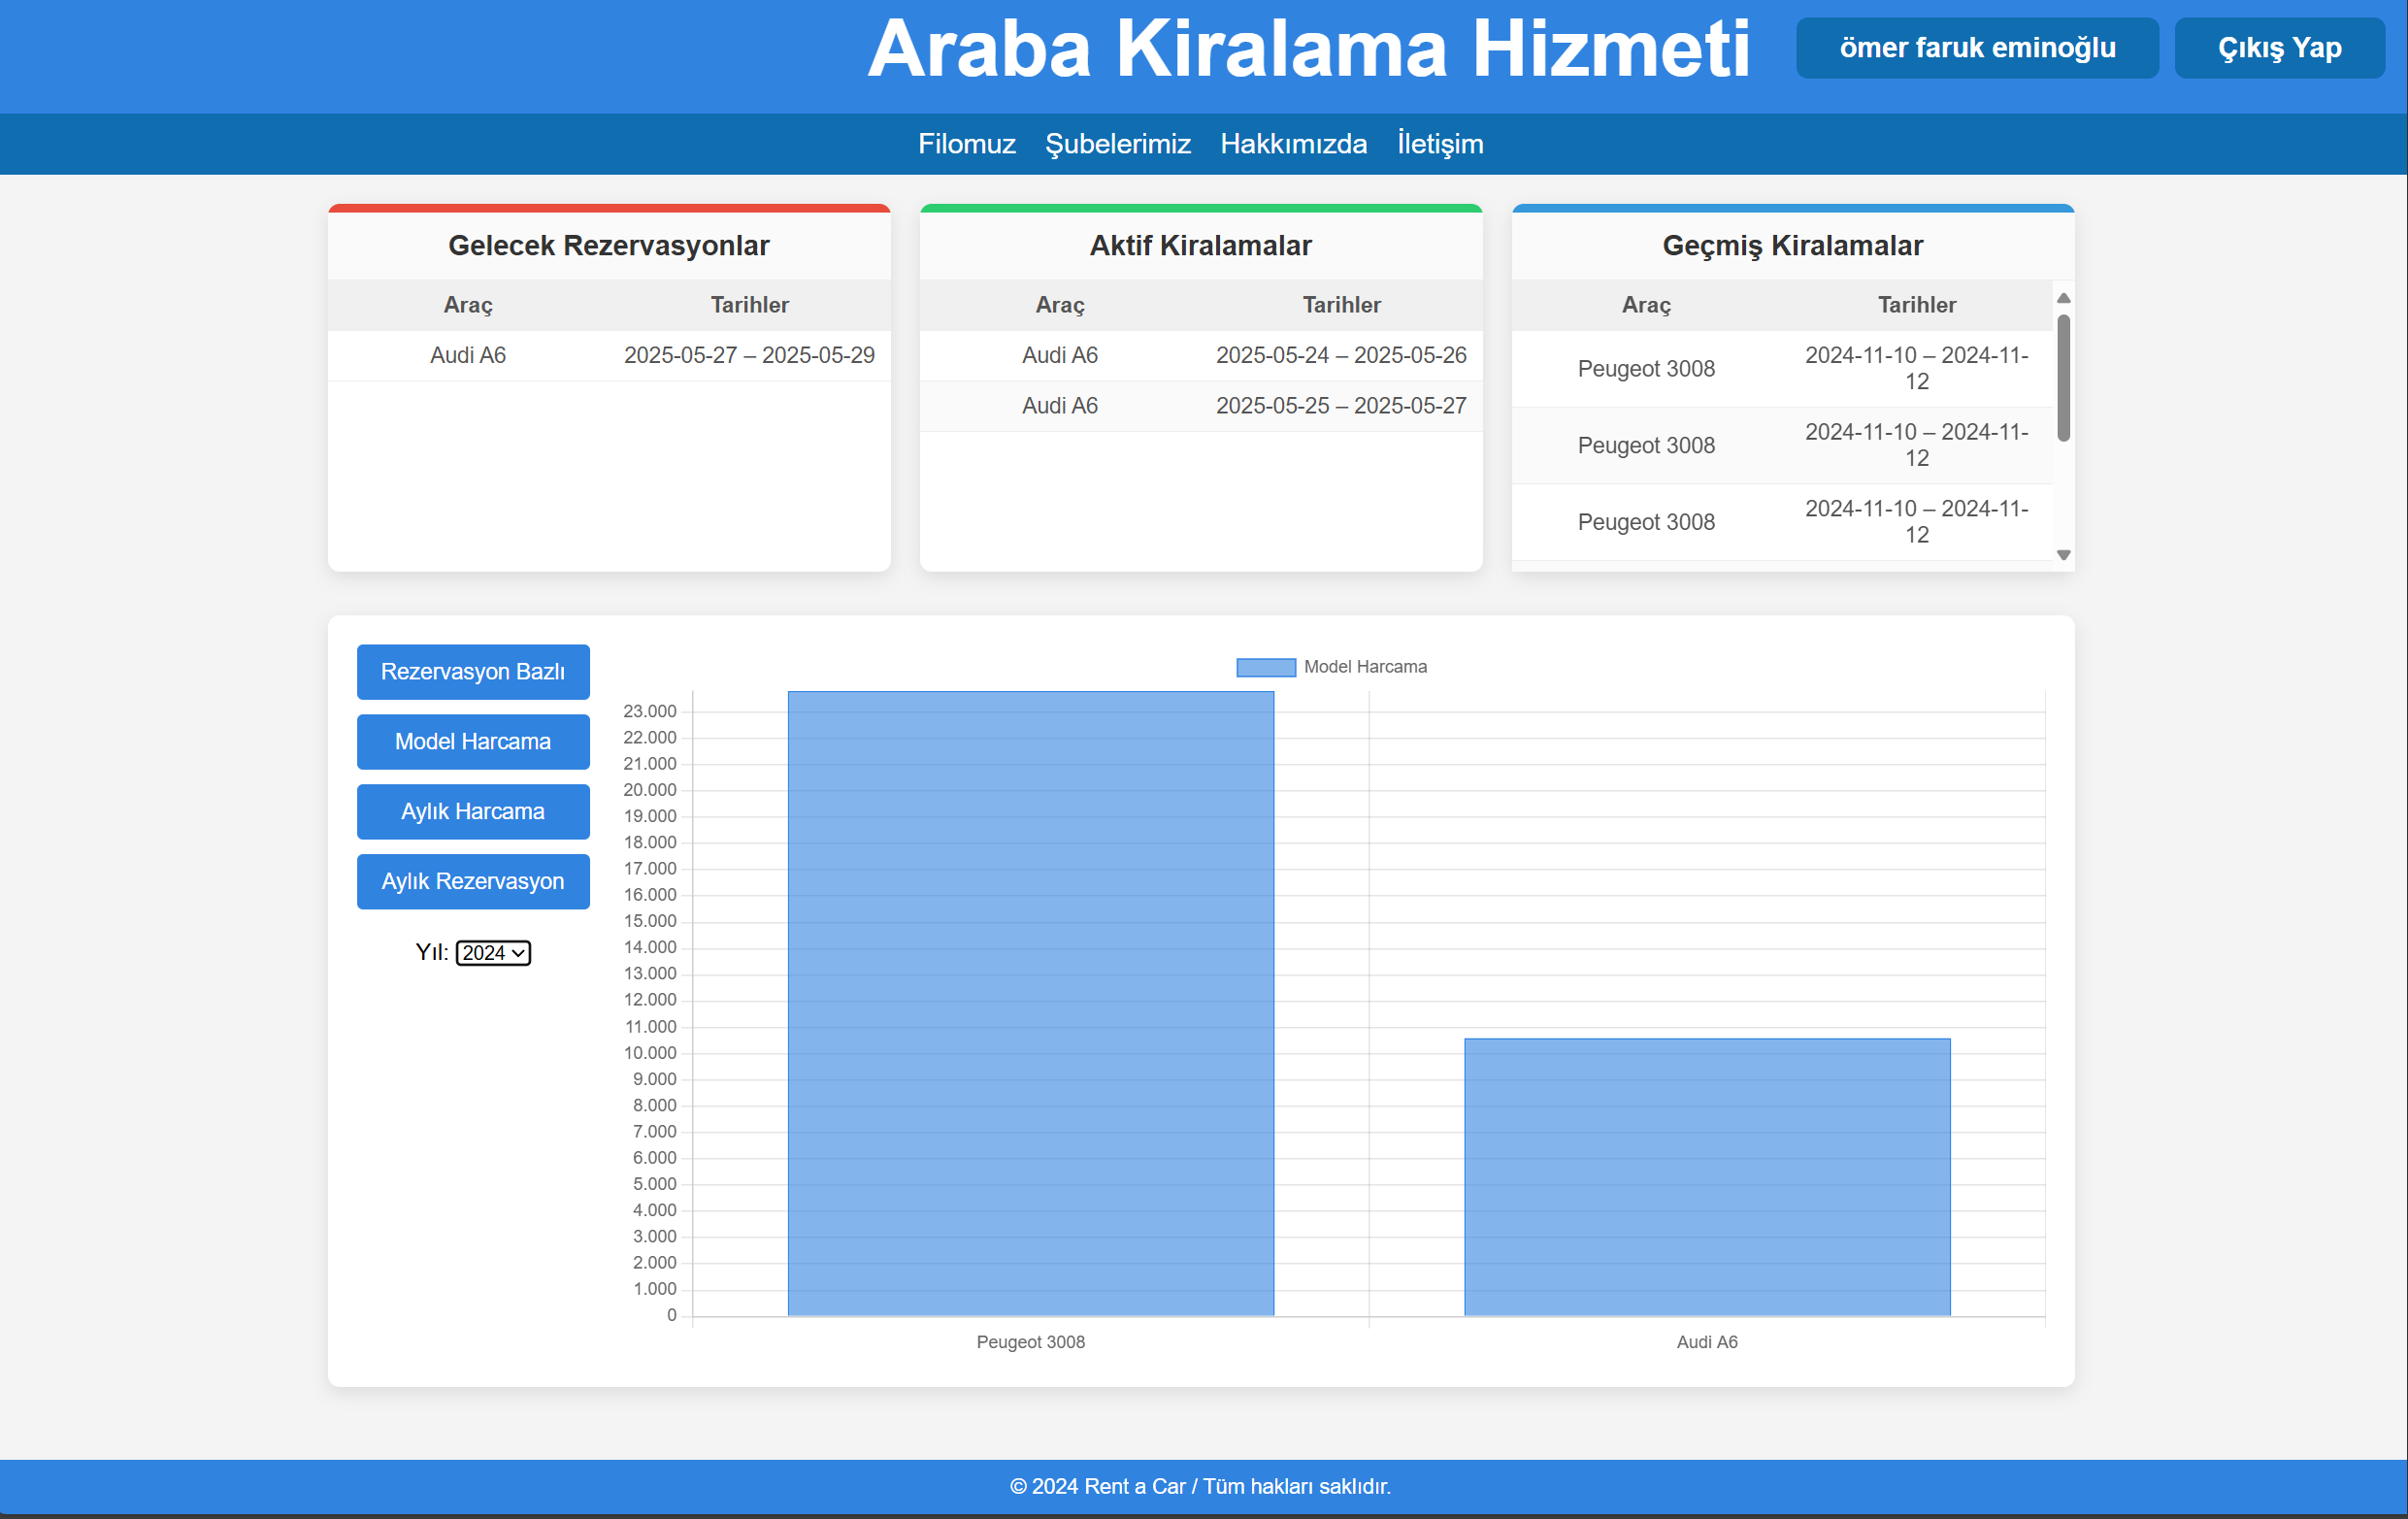 Araba Kiralama Hizmeti
ömer faruk eminoğlu
Çıkış Yap
Filomuz Şubelerimiz Hakkımızda İletişim
Gelecek Rezervasyonlar
Araç Tarihler
Audi A6 2025-05-27 – 2025-05-29
Aktif Kiralamalar
Araç Tarihler
Audi A6 2025-05-24 – 2025-05-26
Audi A6 2025-05-25 – 2025-05-27
Geçmiş Kiralamalar
Araç Tarihler
Peugeot 3008 2024-11-10 – 2024-11-
12
Peugeot 3008 2024-11-10 – 2024-11-
12
Peugeot 3008 2024-11-10 – 2024-11-
12
Rezervasyon Bazlı
Model Harcama
Aylık Harcama
Aylık Rezervasyon
Yıl: 2024
Model Harcama
23.000
22.000
21.000
20.000
19.000
18.000
17.000
16.000
15.000
14.000
13.000
12.000
11.000
10.000
9.000
8.000
7.000
6.000
5.000
4.000
3.000
2.000
1.000
0
Peugeot 3008 Audi A6
© 2024 Rent a Car / Tüm hakları saklıdır.